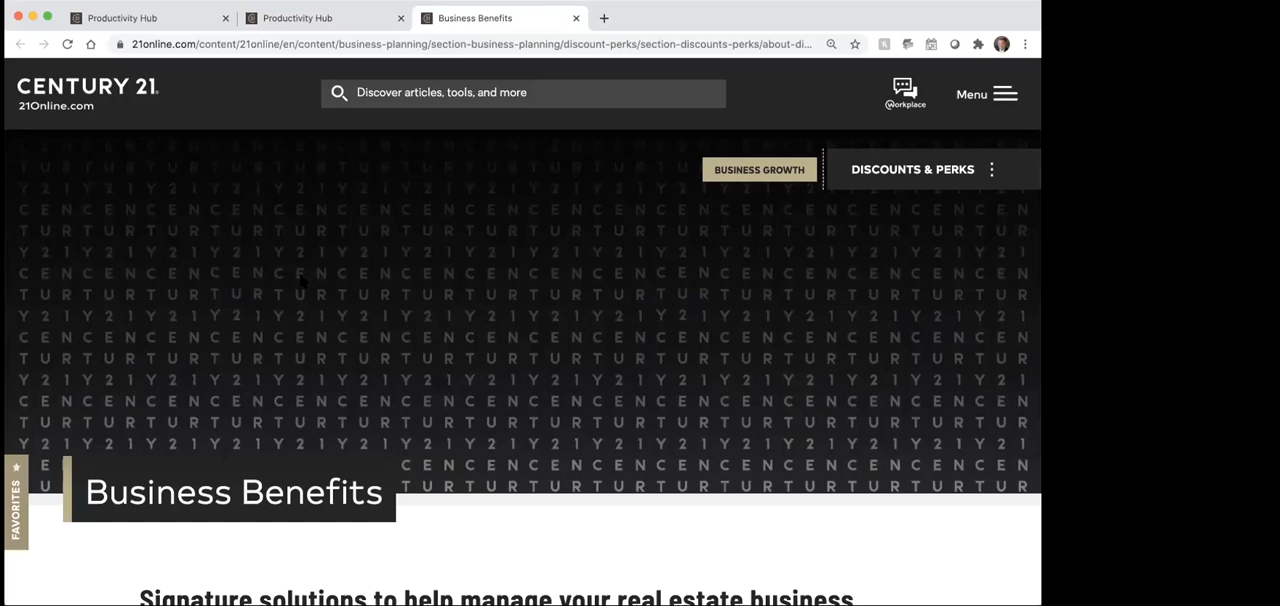 Productivity Hub
Productivity Hub
Business Benefits
21online.com/content/21online/en/content/business-planning/section-business-planning/discount-perks/section-discounts-perks/about-di...
CENTURY 21®
21Online.com
Discover articles, tools, and more
Workplace
Menu
BUSINESS GROWTH
DISCOUNTS & PERKS
FAVORITES
Business Benefits
Signature solutions to help manage your real estate business